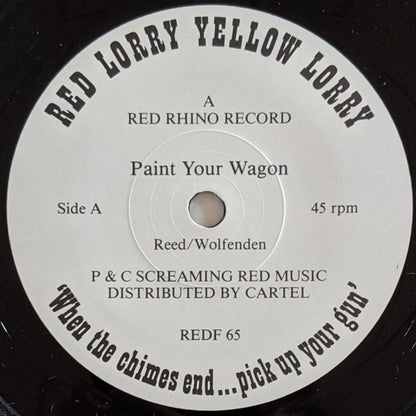 RED LORRY YELLOW LORRY
A
RED RHINO RECORD
Paint Your Wagon
Side A
45 rpm
Reed/Wolfenden
P & C SCREAMING RED MUSIC
DISTRIBUTED BY CARTEL
REDF 65
'When the chimes end...pick up your gun'